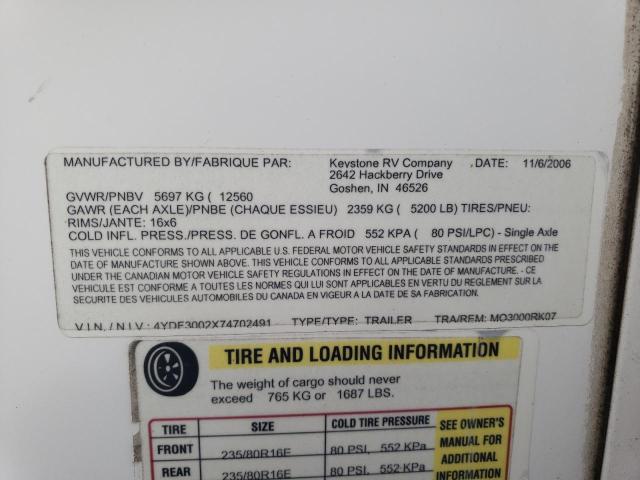 MANUFACTURED BY/FABRIQUE PAR: Keystone RV Company DATE: 11/6/2006
2642 Hackberry Drive
Goshen, IN 46526
GVWR/PNBV 5697 KG ( 12560
GAWR (EACH AXLE)/PNBE (CHAQUE ESSIEU) 2359 KG ( 5200 LB) TIRES/PNEU:
RIMS/JANTE: 16x6
COLD INFL. PRESS./PRESS. DE GONFL. A FROID 552 KPA ( 80 PSI/LPC) - Single Axle
THIS VEHICLE CONFORMS TO ALL APPLICABLE U.S. FEDERAL MOTOR VEHICLE SAFETY STANDARDS IN EFFECT ON THE
DATE OF MANUFACTURE SHOWN ABOVE. THIS VEHICLE CONFORMS TO ALL APPLICABLE STANDARDS PRESCRIBED
UNDER THE CANADIAN MOTOR VEHICLE SAFETY REGULATIONS IN EFFECT ON THE DATE OF MANUFACTURE. - CE
VEHICULE EST CONFORME A TOUTES LES NORMES QUI LUI SONT APPLICABLES EN VERTU DU REGLEMENT SUR LA
SECURITE DES VEHICULES AUTOMOBILES DU CANADA EN VIGUEUR A LA DATE DE SA FABRICATION.
V.I.N. / N.I.V.: 4YDF3002X74702491 TYPE/TYPE: TRAILER TRA/REM: MO3000RK07
TIRE AND LOADING INFORMATION
The weight of cargo should never
exceed 765 KG or 1687 LBS.
TIRE SIZE COLD TIRE PRESSURE SEE OWNER'S
FRONT 235/80R16E 80 PSI, 552 KPa MANUAL FOR
ADDITIONAL
REAR 235/80R16E 80 PSI, 552 KPa INFORMATION